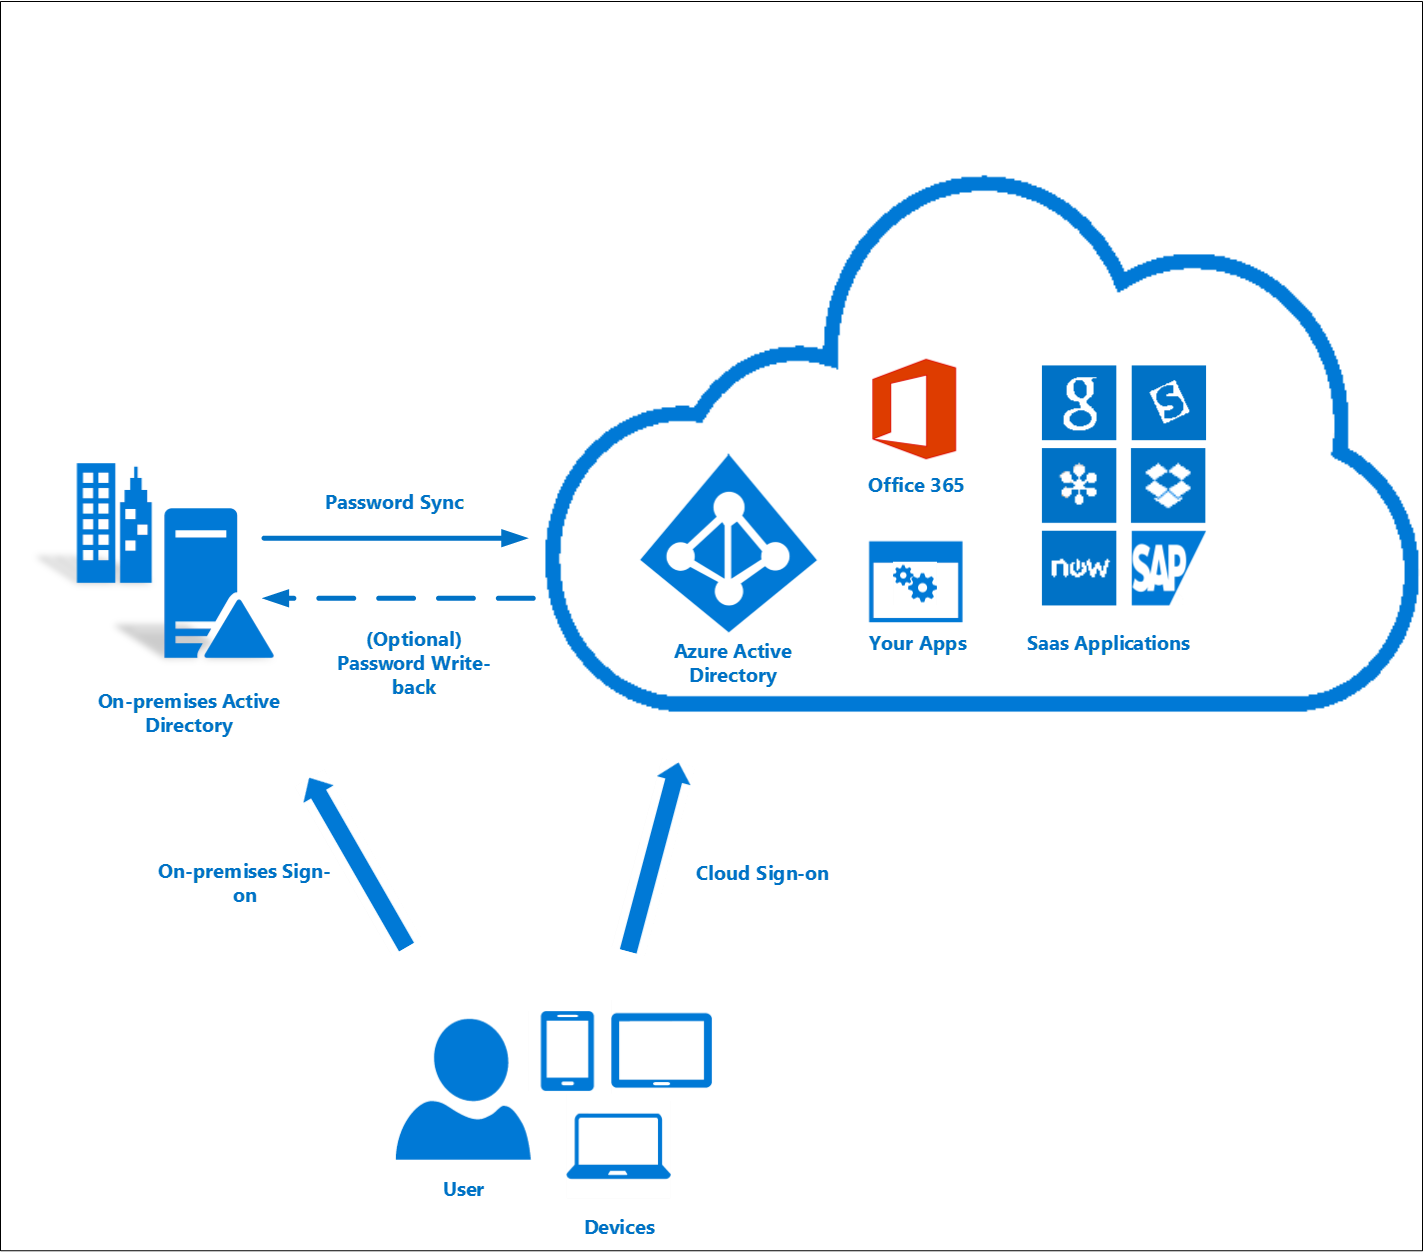 Office 365
Password Sync
now
SAP
(Optional)
Password Write-
back
Azure Active
Directory
Your Apps
Saas Applications
On-premises Active
Directory
On-premises Sign-
on
Cloud Sign-on
User
Devices
g
S